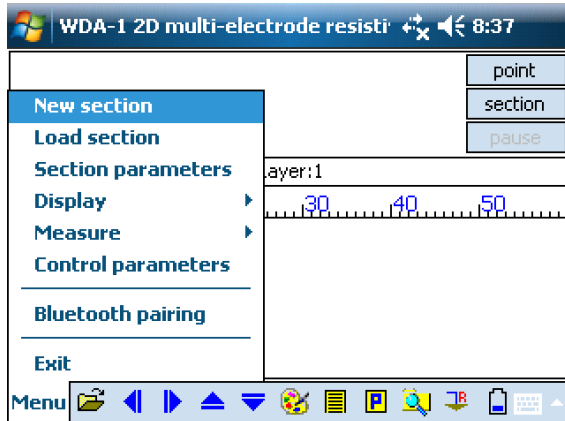 WDA-1 2D multi-electrode resisti 8:37
point
New section
section
Load section
pause
Section parameters
ayer:1
Display
30 40 50
Measure
Control parameters
Bluetooth pairing
Exit
Menu P R